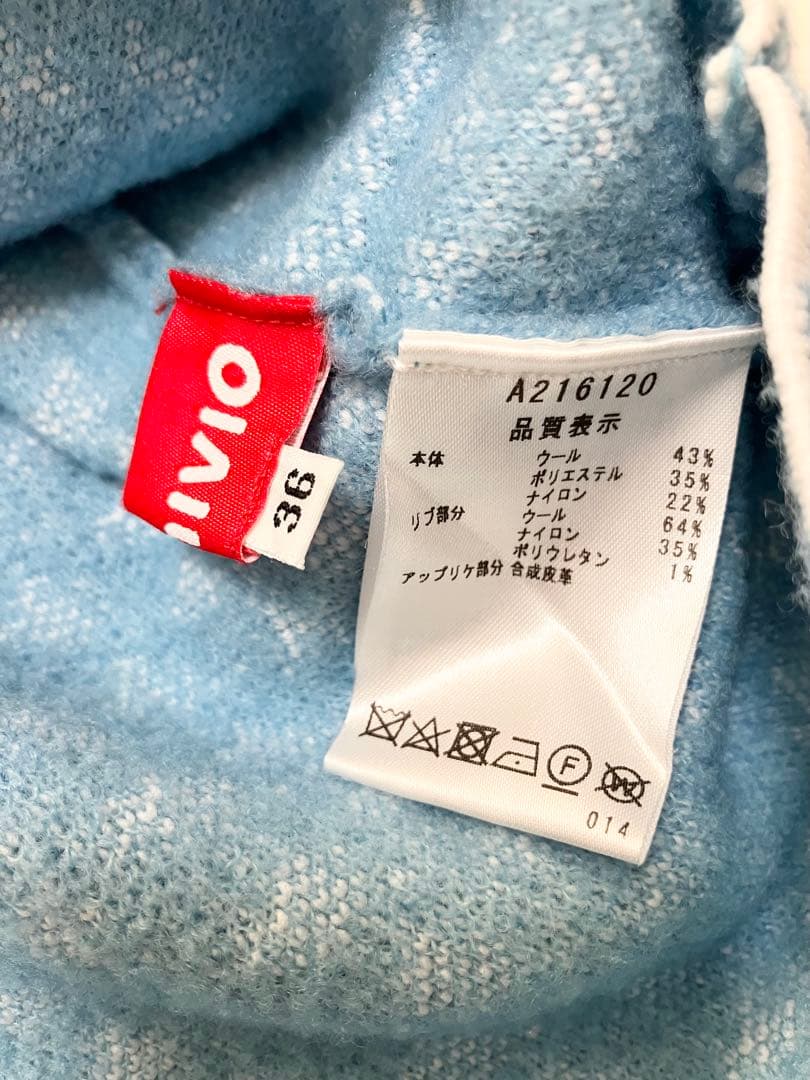 IVIO
36
A216120
品質表示
本体 ウール 43%
ポリエステル 35%
ナイロン 22%
リブ部分 ウール 64%
ナイロン 35%
ポリウレタン 1%
アップリケ部分 合成皮革
F
014